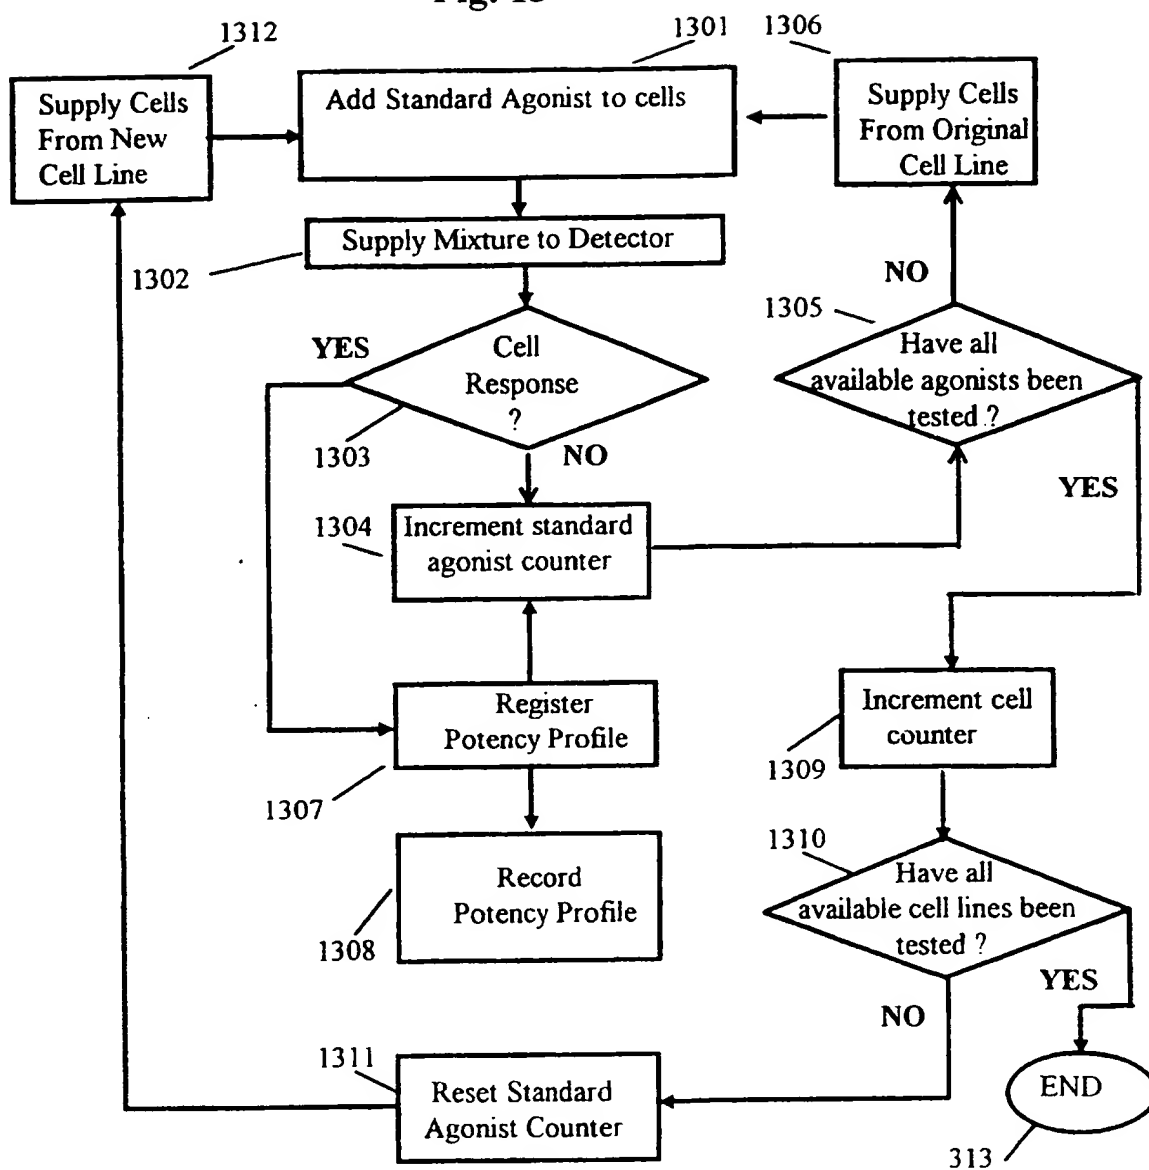 1312
1301
1306
Supply Cells
From New
Cell Line
Add Standard Agonist to cells
Supply Cells
From Original
Cell Line
Supply Mixture to Detector
1302
NO
1305
YES
Cell
Response
?
Have all
available agonists been
tested ?
1303
NO
YES
1304
Increment standard
agonist counter
Register
Potency Profile
Increment cell
counter
1307
1309
1310
Record
Potency Profile
Have all
available cell lines been
tested ?
1308
YES
NO
1311
Reset Standard
Agonist Counter
END
313